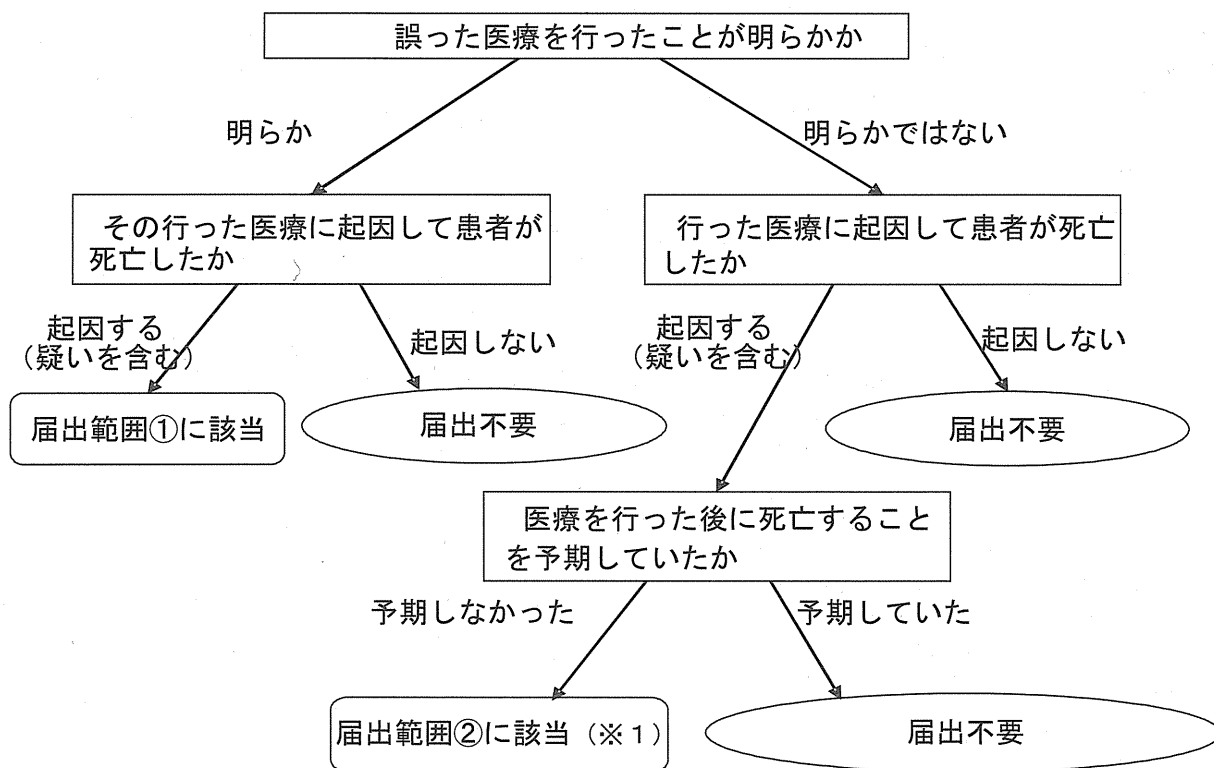 誤った医療を行ったことが明らかか
明らか
明らかではない
その行った医療に起因して患者が
死亡したか
行った医療に起因して患者が死亡
したか
起因する
（疑いを含む）
起因しない
起因する
（疑いを含む）
起因しない
届出範囲①に該当
届出不要
届出不要
医療を行った後に死亡すること
を予期していたか
予期しなかった
予期していた
届出範囲②に該当（※１）
届出不要